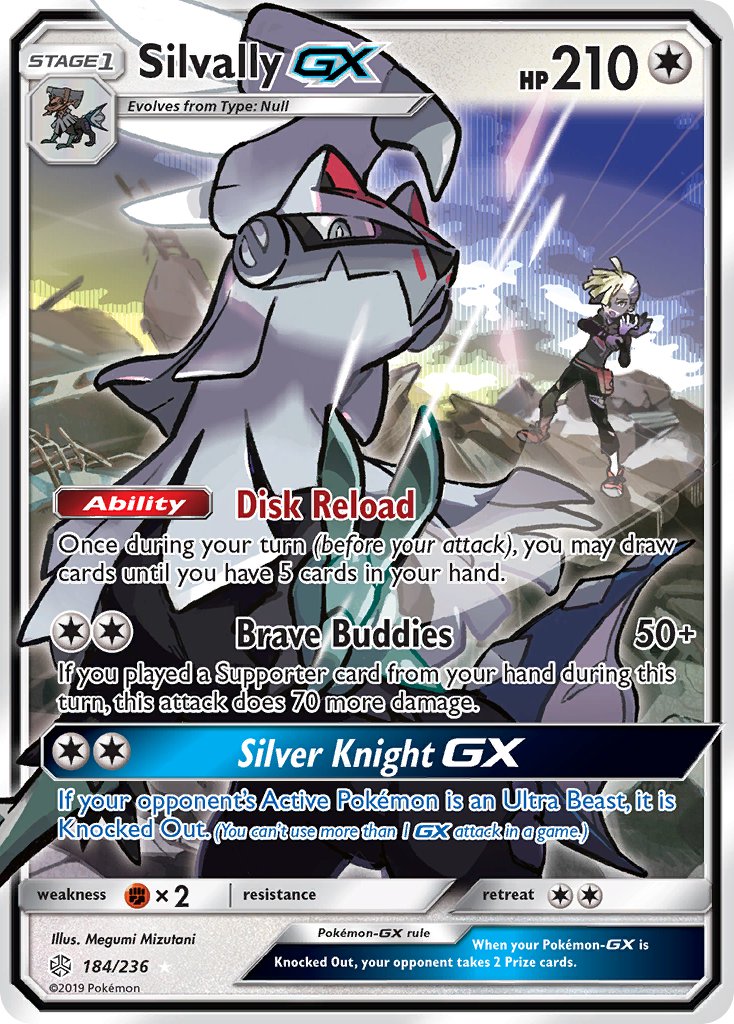 STAGE 1 Silvally GX HP 210
Evolves from Type: Null
Ability Disk Reload
Once during your turn (before your attack), you may draw
cards until you have 5 cards in your hand.
Brave Buddies 50+
If you played a Supporter card from your hand during this
turn, this attack does 70 more damage.
Silver Knight GX
If your opponent's Active Pokémon is an Ultra Beast, it is
Knocked Out. (You can't use more than 1 GX attack in a game.)
weakness × 2 resistance retreat
Illus. Megumi Mizutani
Pokémon-GX rule
When your Pokémon-GX is
Knocked Out, your opponent takes 2 Prize cards.
184/236
©2019 Pokémon